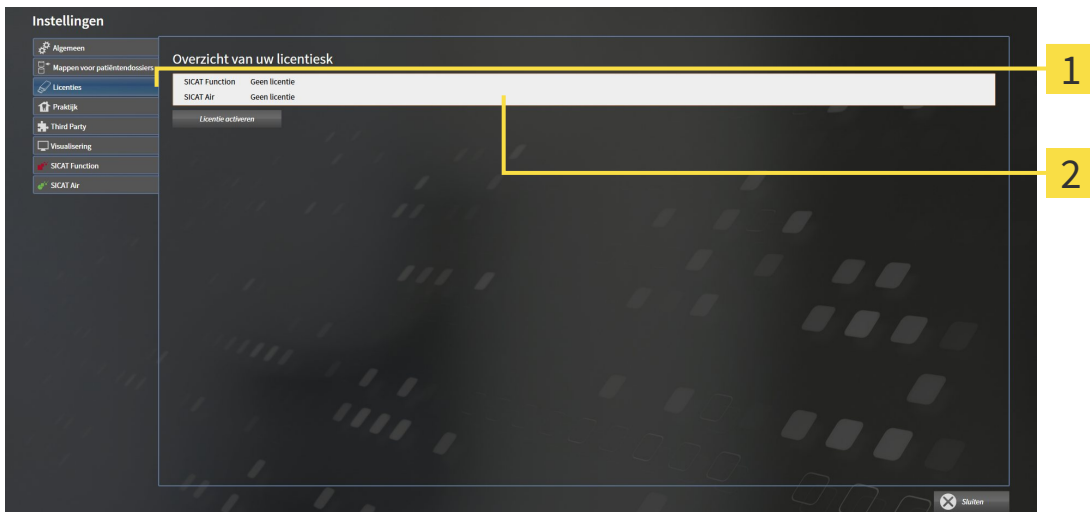 Instellingen
Algemeen
Mappen voor patiëntendossiers
Licenties
Praktijk
Third Party
Visualisering
SICAT Function
SICAT Air
Overzicht van uw licentiesk
SICAT Function Geen licentie
SICAT Air Geen licentie
Licentie activeren
1
2
Sluiten